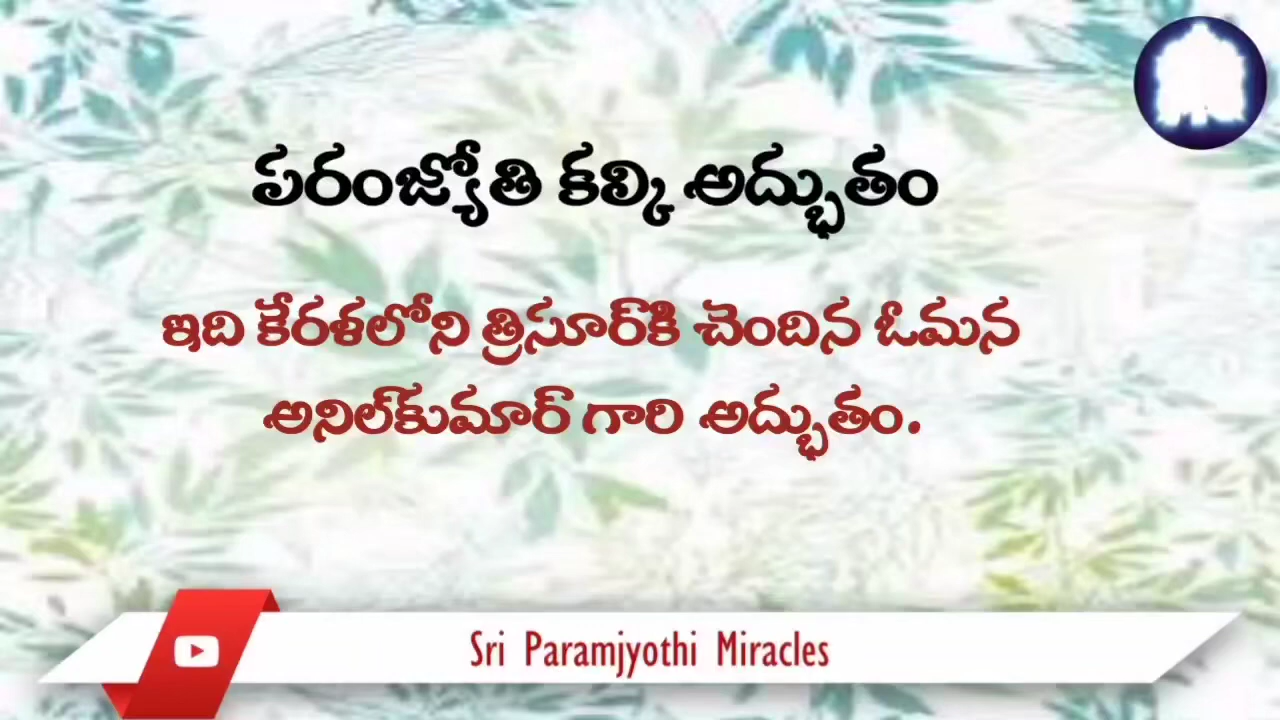 పరంజ్యోతి కల్కి అద్భుతం
ఇది కేరళలోని త్రిసూర్‌కి చెందిన ఓమన
అనిల్‌కుమార్ గారి అద్భుతం.
Sri Paramjyothi Miracles